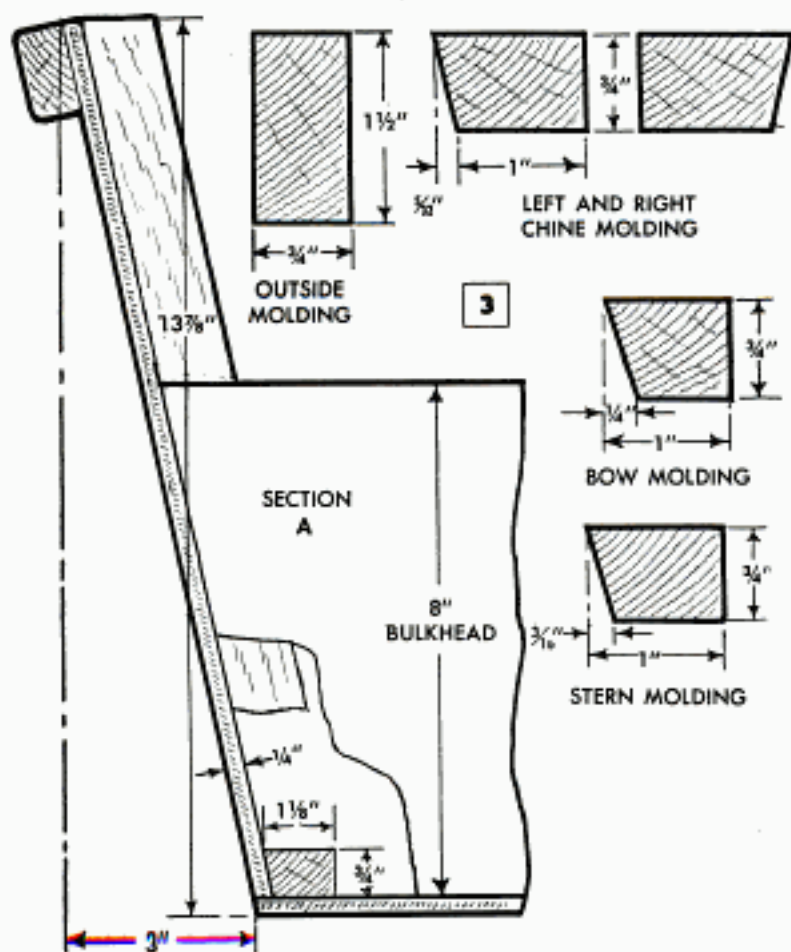 1½"
¾"
OUTSIDE
MOLDING
¾"
5/32"
1"
LEFT AND RIGHT
CHINE MOLDING
3
13⅞"
¾"
¼"
1"
BOW MOLDING
SECTION
A
8"
BULKHEAD
¾"
3/16"
1"
STERN MOLDING
¼"
1⅛"
¾"
3"